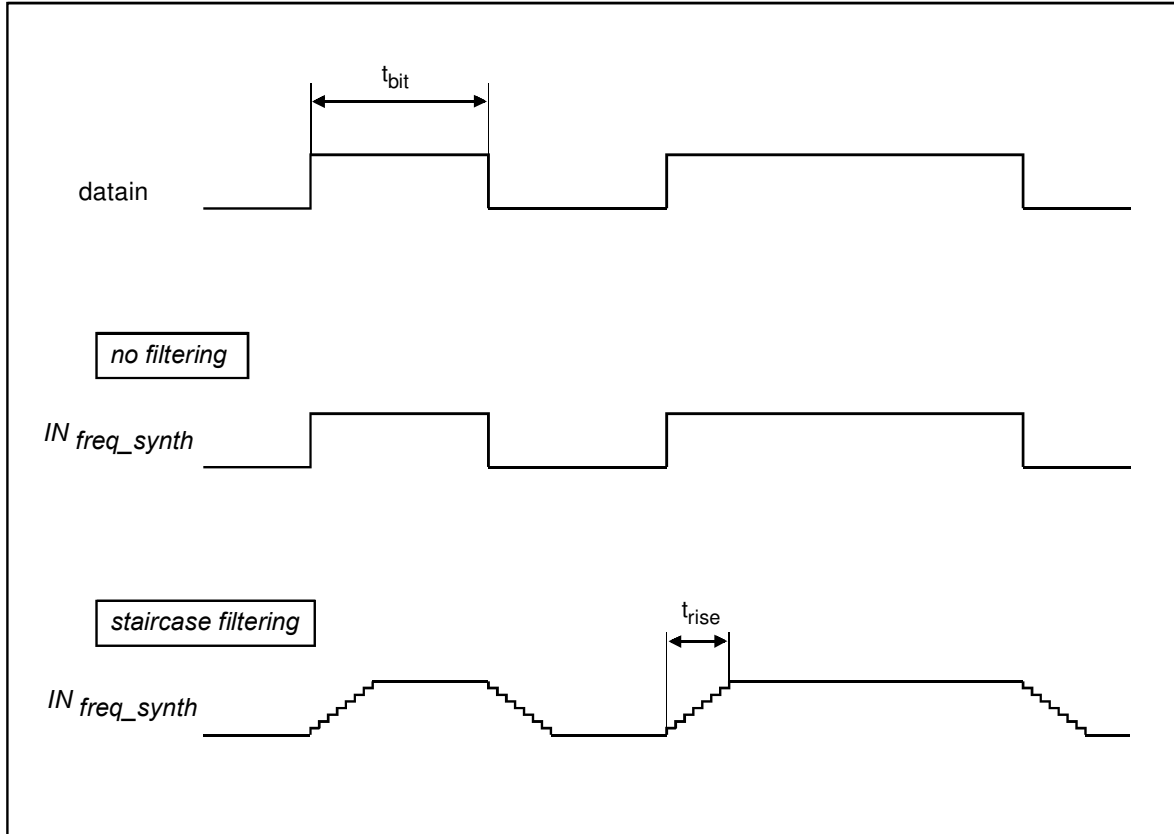 t_bit
datain
no filtering
IN freq_synth
staircase filtering
t_rise
IN freq_synth